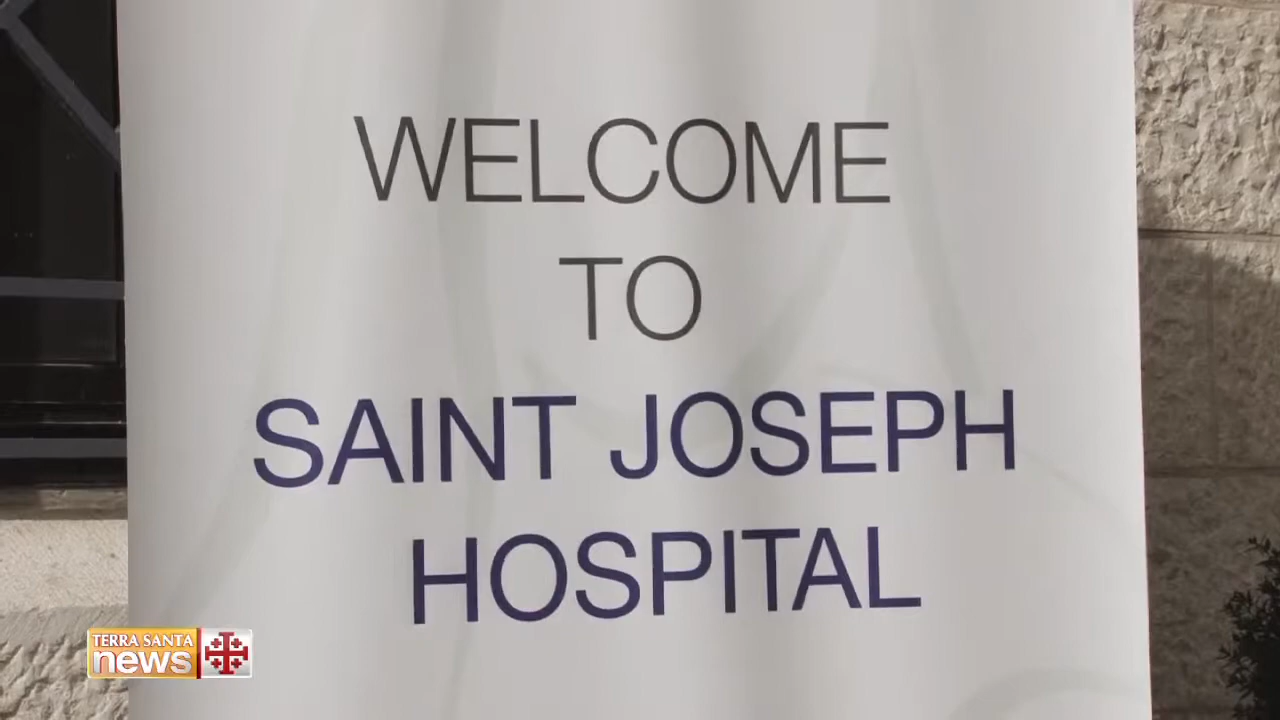 WELCOME
TO
SAINT JOSEPH
HOSPITAL
TERRA SANTA
news